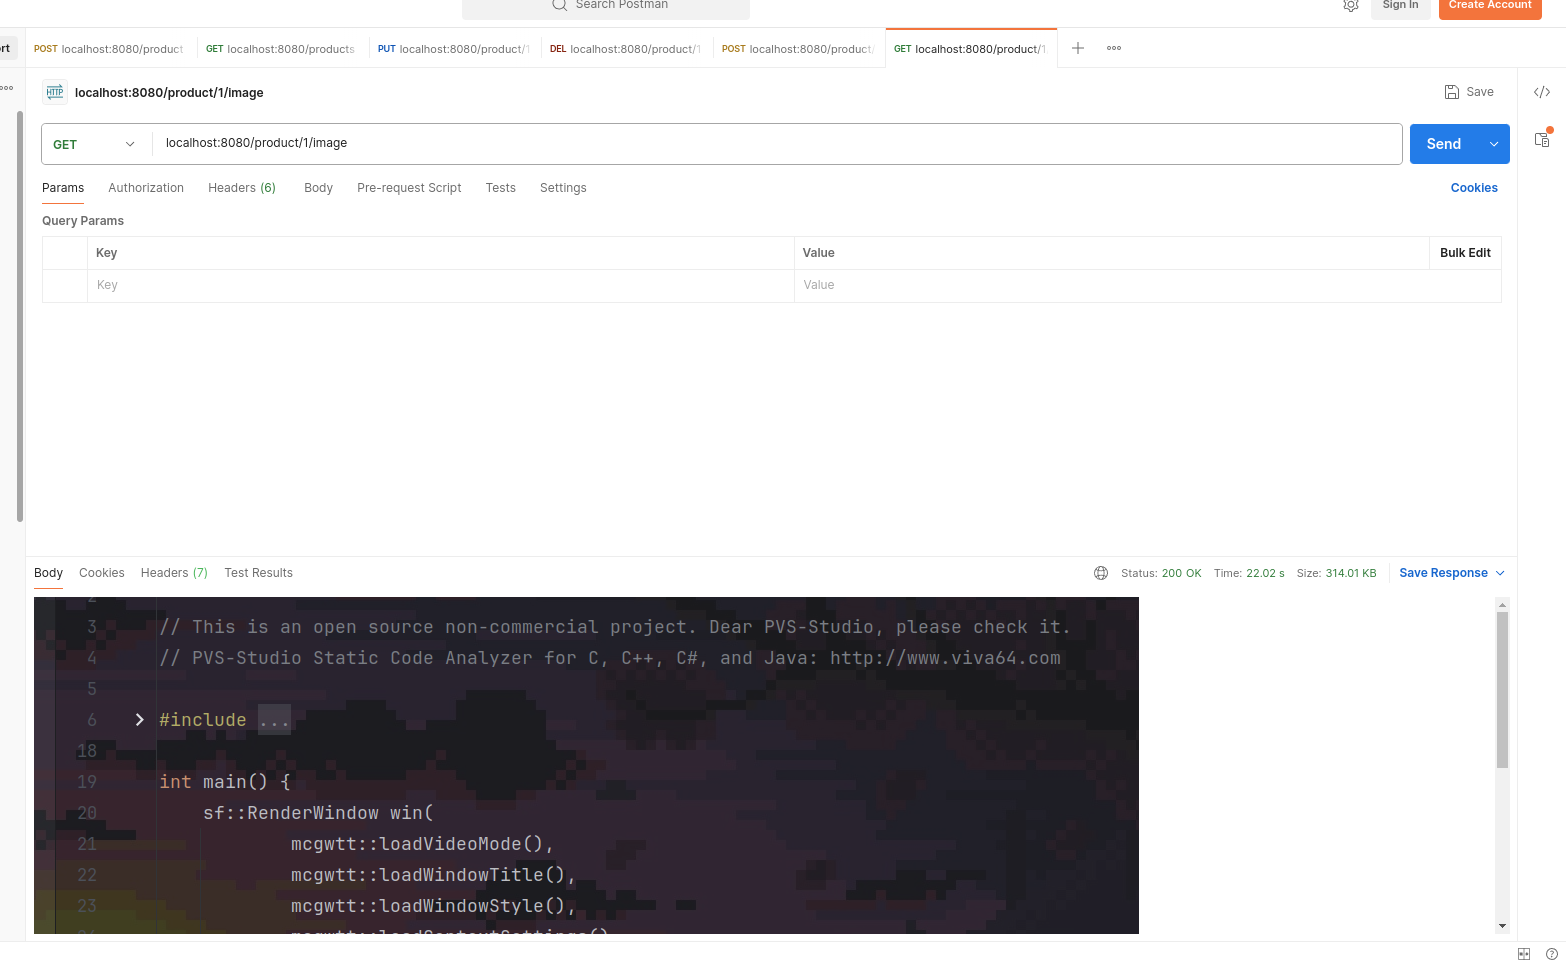 Search Postman
Sign In
Create Account
rt
POST localhost:8080/product
GET localhost:8080/products
PUT localhost:8080/product/1
DEL localhost:8080/product/1
POST localhost:8080/product/
GET localhost:8080/product/1
HTTP
localhost:8080/product/1/image
Save
GET
localhost:8080/product/1/image
Send
Params
Authorization
Headers (6)
Body
Pre-request Script
Tests
Settings
Cookies
Query Params
Key
Value
Bulk Edit
Key
Value
Body
Cookies
Headers (7)
Test Results
Status: 200 OK
Time: 22.02 s
Size: 314.01 KB
Save Response
2
3 // This is an open source non-commercial project. Dear PVS-Studio, please check it.
4 // PVS-Studio Static Code Analyzer for C, C++, C#, and Java: http://www.viva64.com
5
6 #include ...
18
19 int main() {
20 sf::RenderWindow win(
21 mcgwtt::loadVideoMode(),
22 mcgwtt::loadWindowTitle(),
23 mcgwtt::loadWindowStyle(),
24 mcgwtt::loadContextSettings()